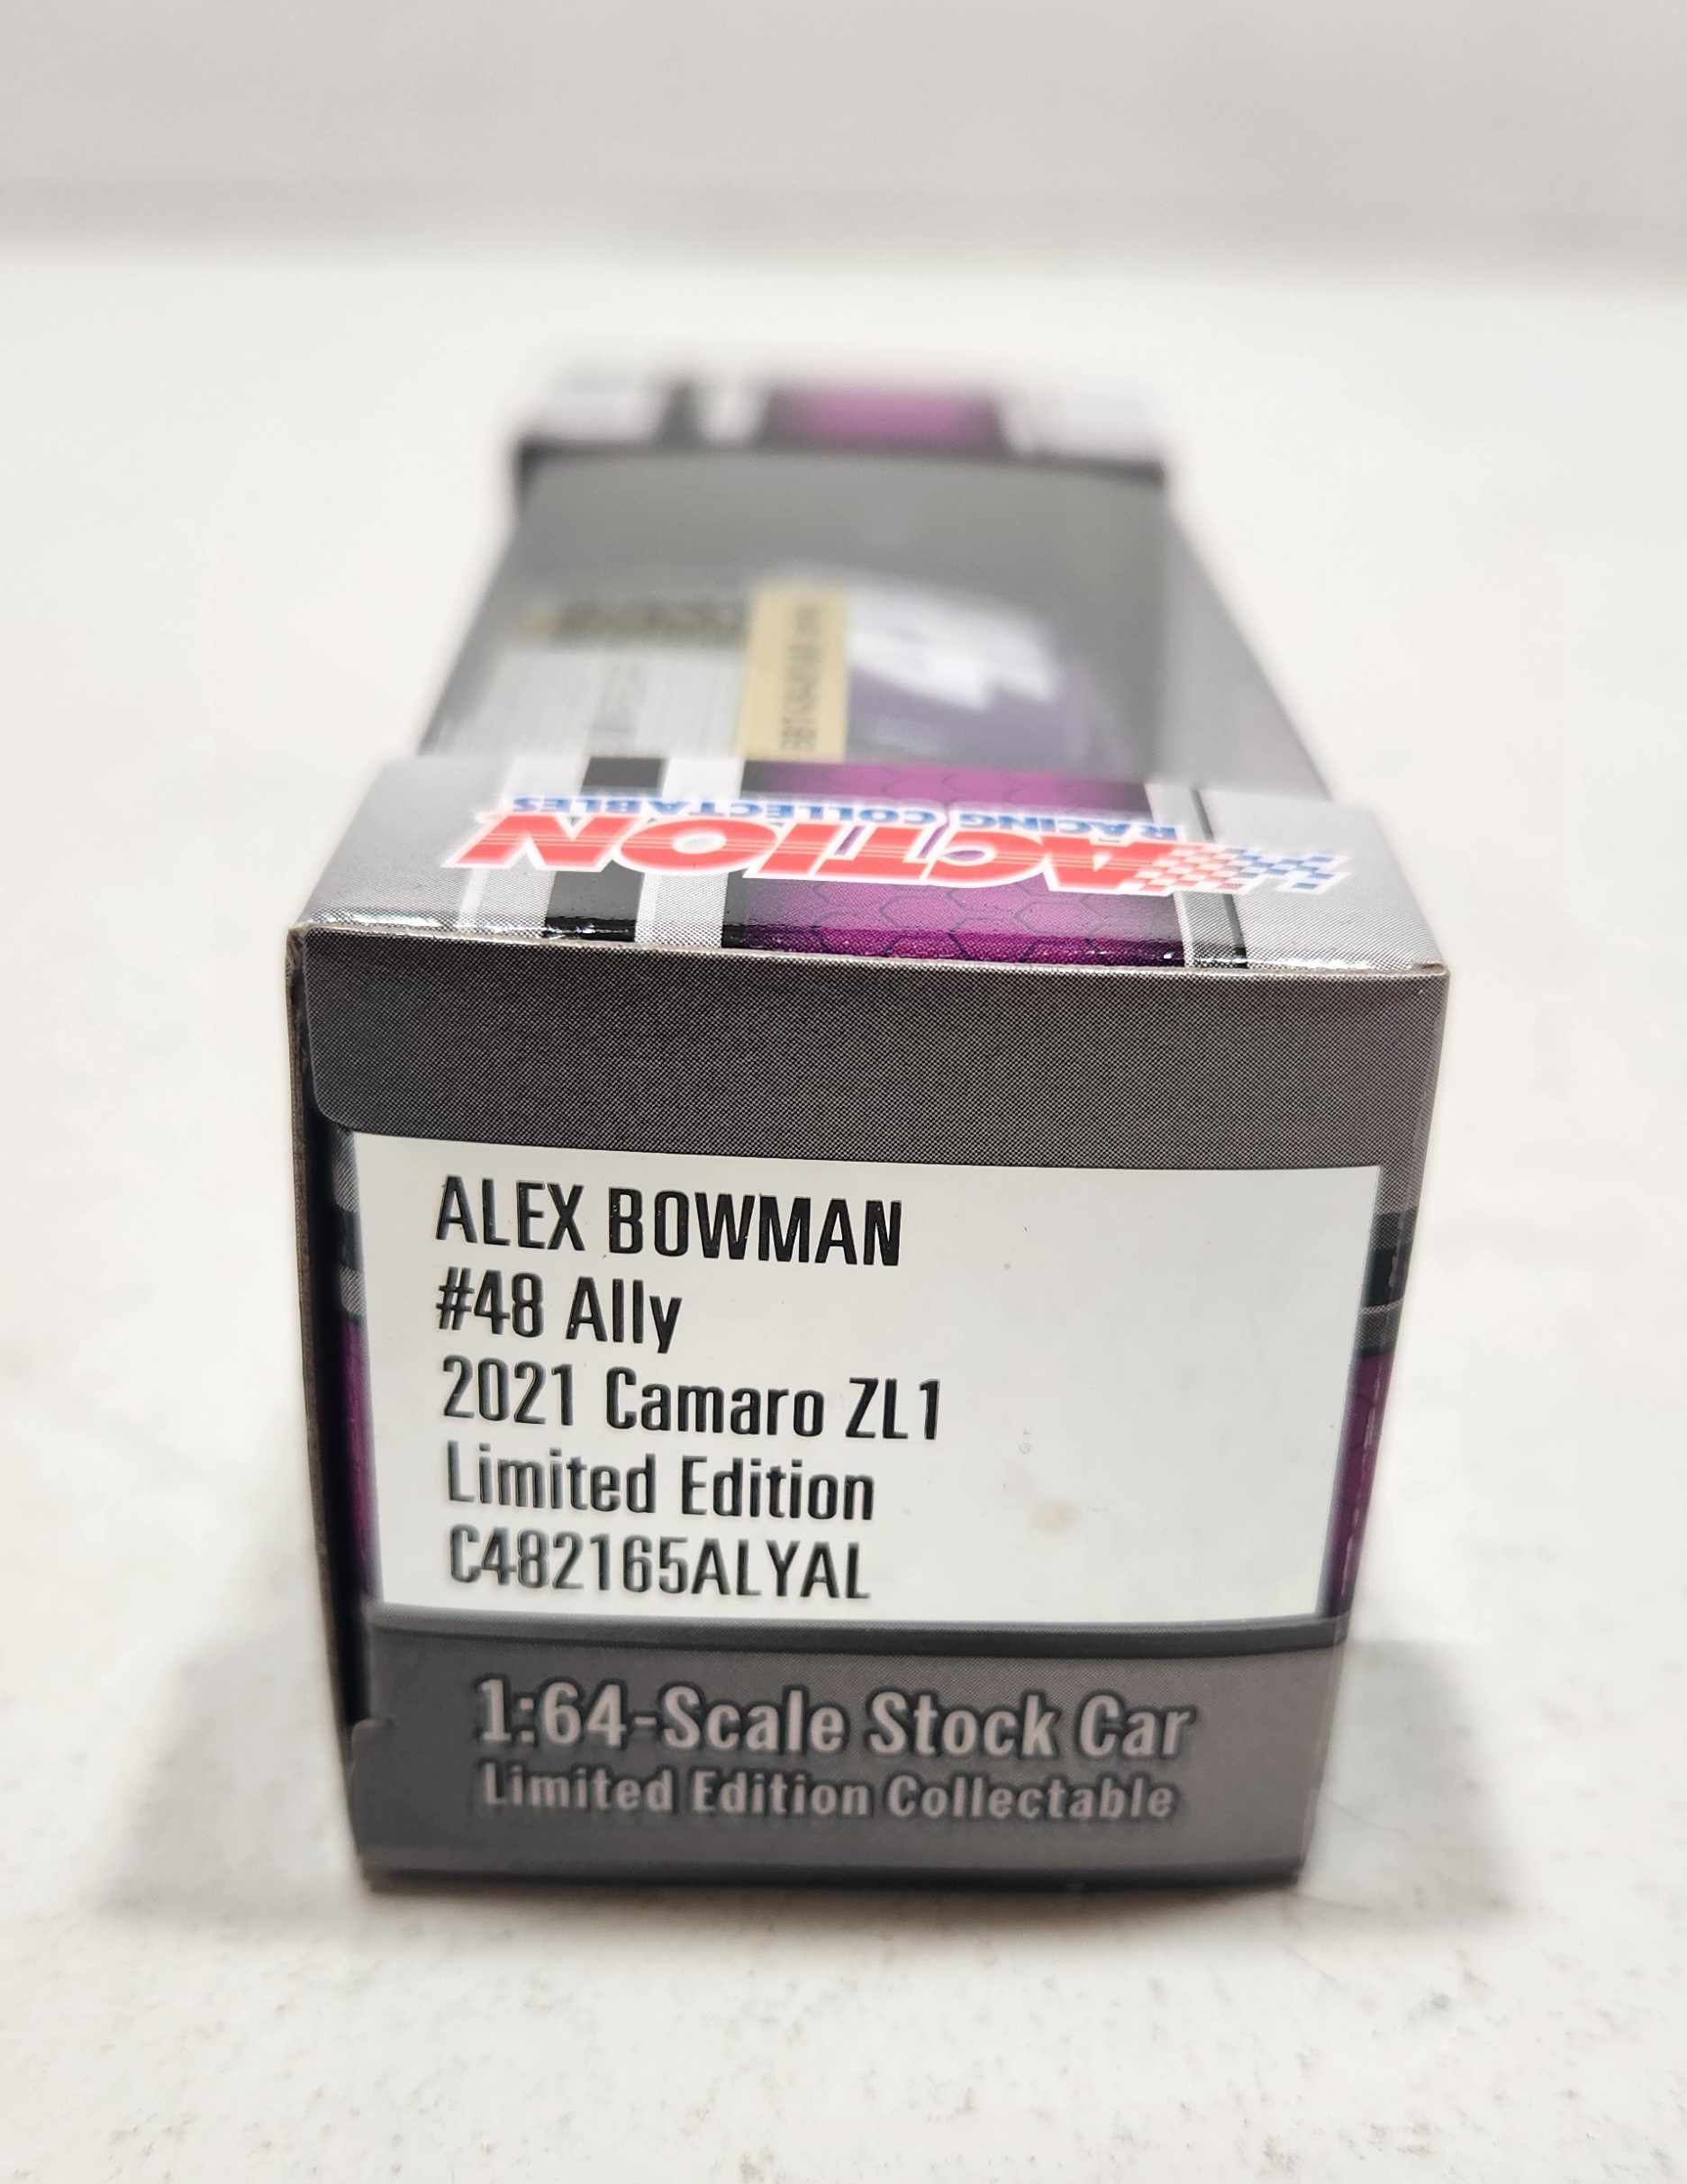 ACTION
RACING COLLECTABLES
ALEX BOWMAN
#48 Ally
2021 Camaro ZL1
Limited Edition
C482165ALYAL
1:64-Scale Stock Car
Limited Edition Collectable